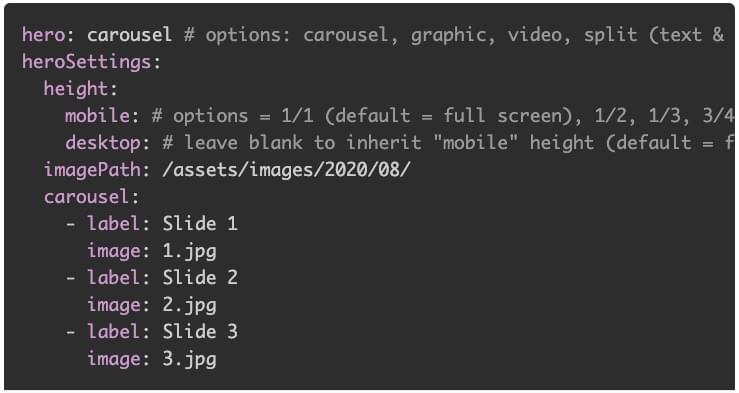 hero: carousel # options: carousel, graphic, video, split (text &
heroSettings:
  height:
    mobile: # options = 1/1 (default = full screen), 1/2, 1/3, 3/4
    desktop: # leave blank to inherit "mobile" height (default = f
  imagePath: /assets/images/2020/08/
  carousel:
    - label: Slide 1
      image: 1.jpg
    - label: Slide 2
      image: 2.jpg
    - label: Slide 3
      image: 3.jpg